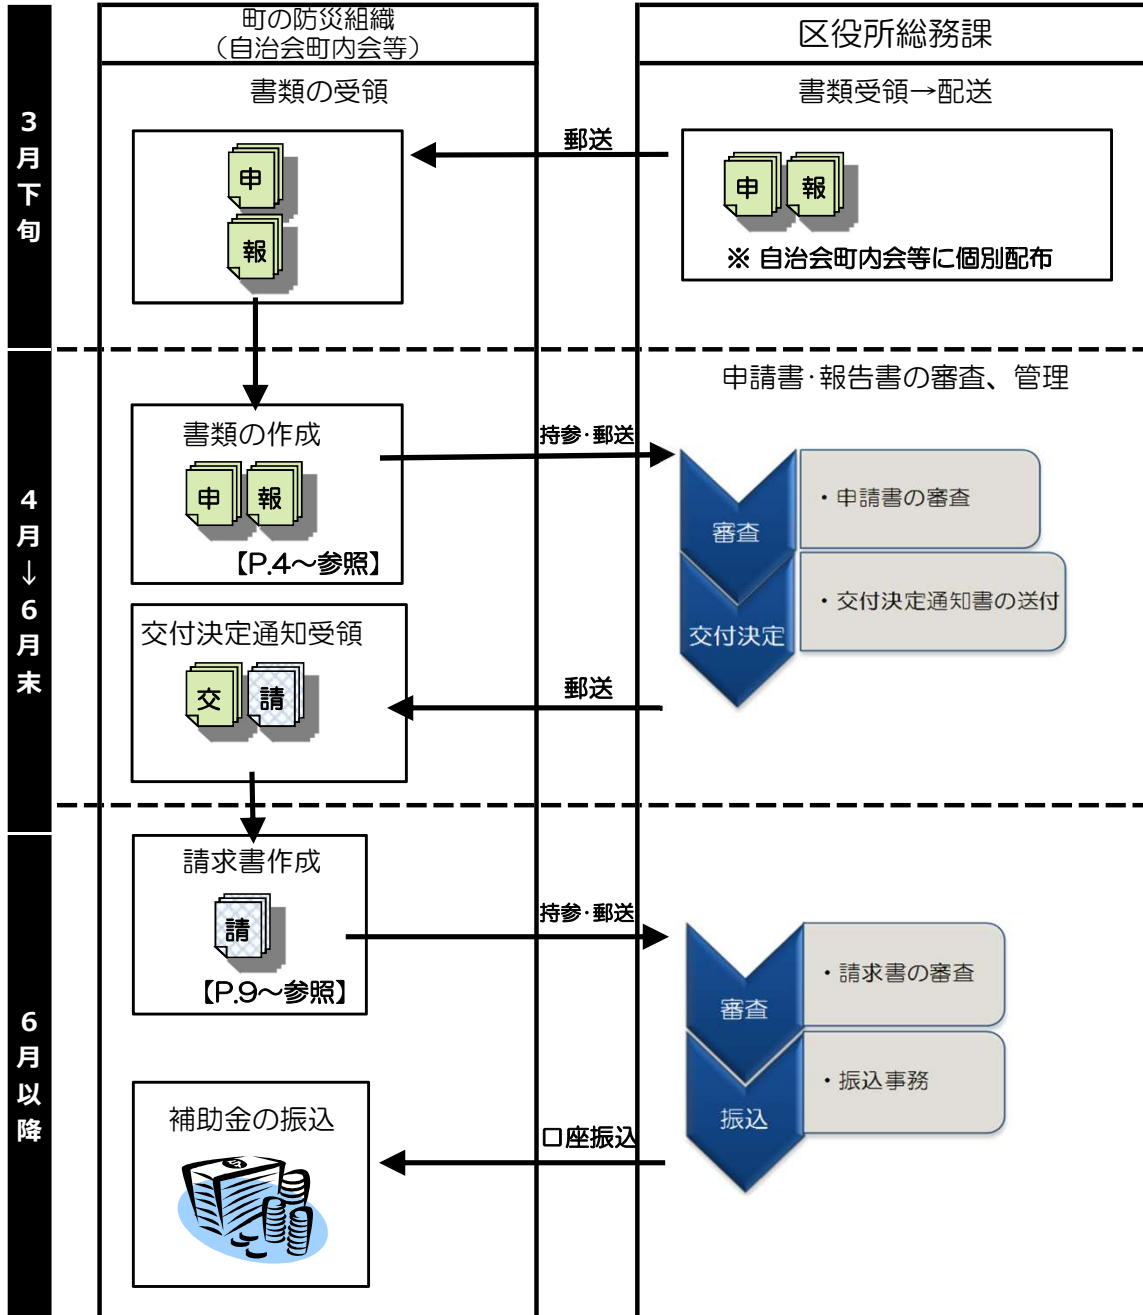 町の防災組織
（自治会町内会等）
区役所総務課
3月下旬
書類の受領
申
報
郵送
書類受領→配送
申 報
※ 自治会町内会等に個別配布
4月→6月末
書類の作成
申 報
【P.4～参照】
持参・郵送
申請書・報告書の審査、管理
審査
・申請書の審査
交付決定
・交付決定通知書の送付
交付決定通知受領
交 請
郵送
6月以降
請求書作成
請
【P.9～参照】
持参・郵送
審査
・請求書の審査
振込
・振込事務
補助金の振込
口座振込